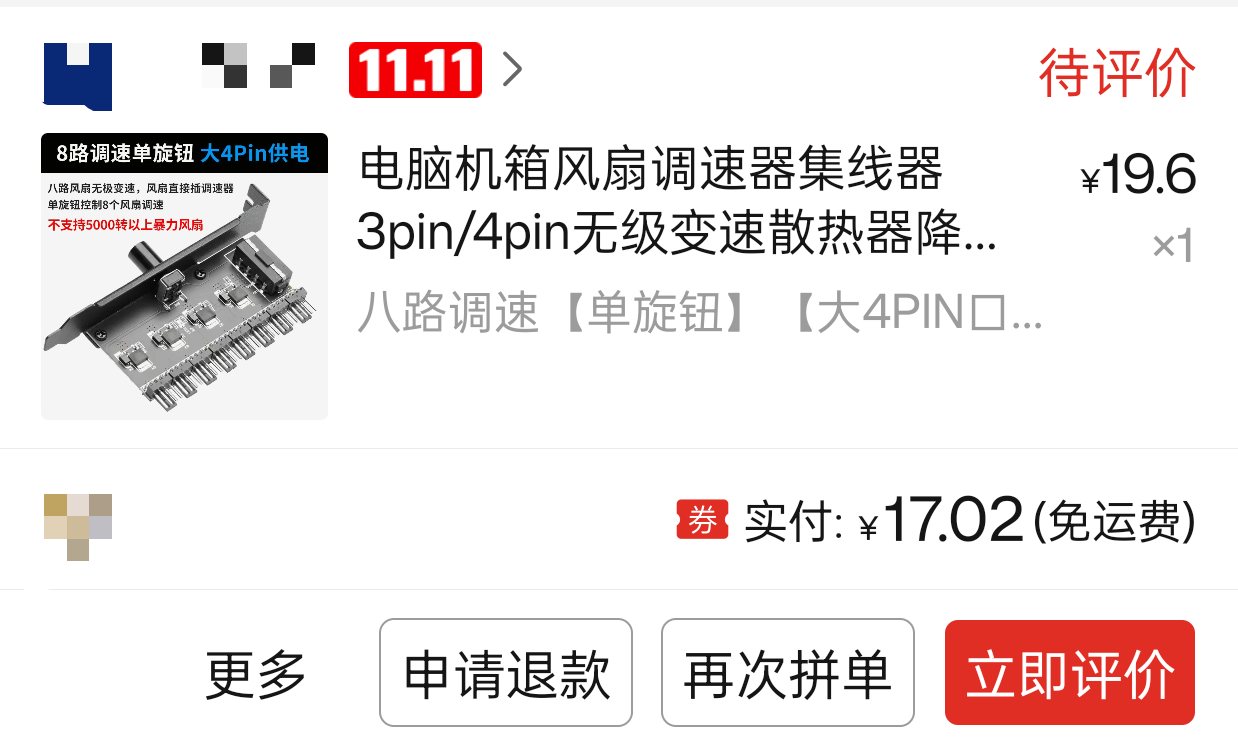 11.11
待评价
8路调速单旋钮 大4Pin供电
八路风扇无极变速，风扇直接插调速器
单旋钮控制8个风扇调速
不支持5000转以上暴力风扇
电脑机箱风扇调速器集线器
¥19.6
3pin/4pin无级变速散热器降...
×1
八路调速【单旋钮】【大4PIN口...
券 实付: ¥17.02(免运费)
更多
申请退款
再次拼单
立即评价